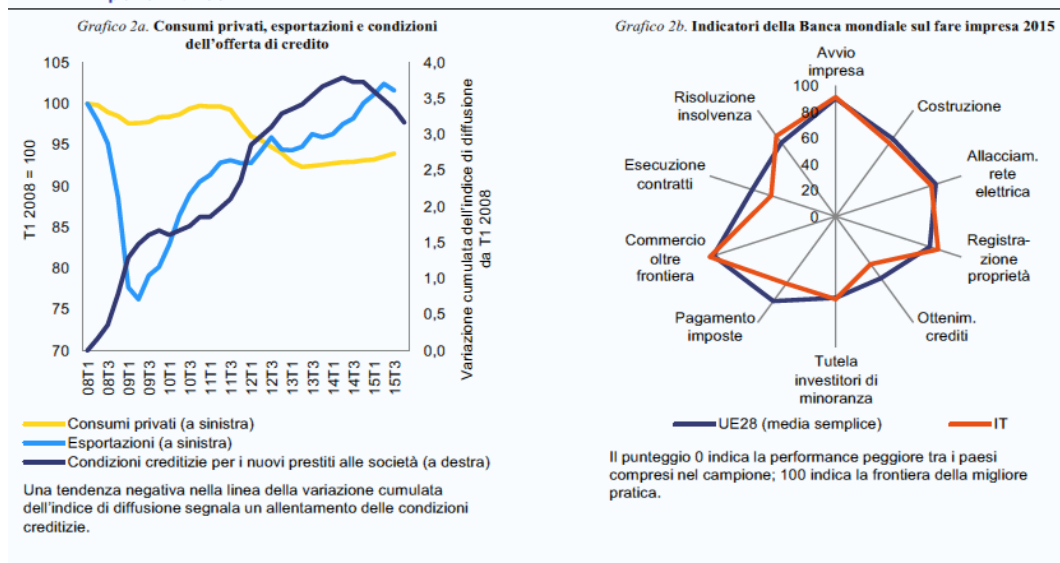 Grafico 2a. Consumi privati, esportazioni e condizioni
dell'offerta di credito
105
100
95
90
85
80
75
70
T1 2008 = 100
4,0
3,5
3,0
2,5
2,0
1,5
1,0
0,5
0,0
Variazione cumulata dell'indice di diffusione
da T1 2008
08T1
08T3
09T1
09T3
10T1
10T3
11T1
11T3
12T1
12T3
13T1
13T3
14T1
14T3
15T1
15T3
Consumi privati (a sinistra)
Esportazioni (a sinistra)
Condizioni creditizie per i nuovi prestiti alle società (a destra)
Una tendenza negativa nella linea della variazione cumulata
dell'indice di diffusione segnala un allentamento delle condizioni
creditizie.
Grafico 2b. Indicatori della Banca mondiale sul fare impresa 2015
Avvio
impresa
Costruzione
Allacciam.
rete
elettrica
Registra-
zione
proprietà
Ottenim.
crediti
Tutela
investitori di
minoranza
Pagamento
imposte
Commercio
oltre
frontiera
Esecuzione
contratti
Risoluzione
insolvenza
100
80
60
40
20
0
UE28 (media semplice)
IT
Il punteggio 0 indica la performance peggiore tra i paesi
compresi nel campione; 100 indica la frontiera della migliore
pratica.